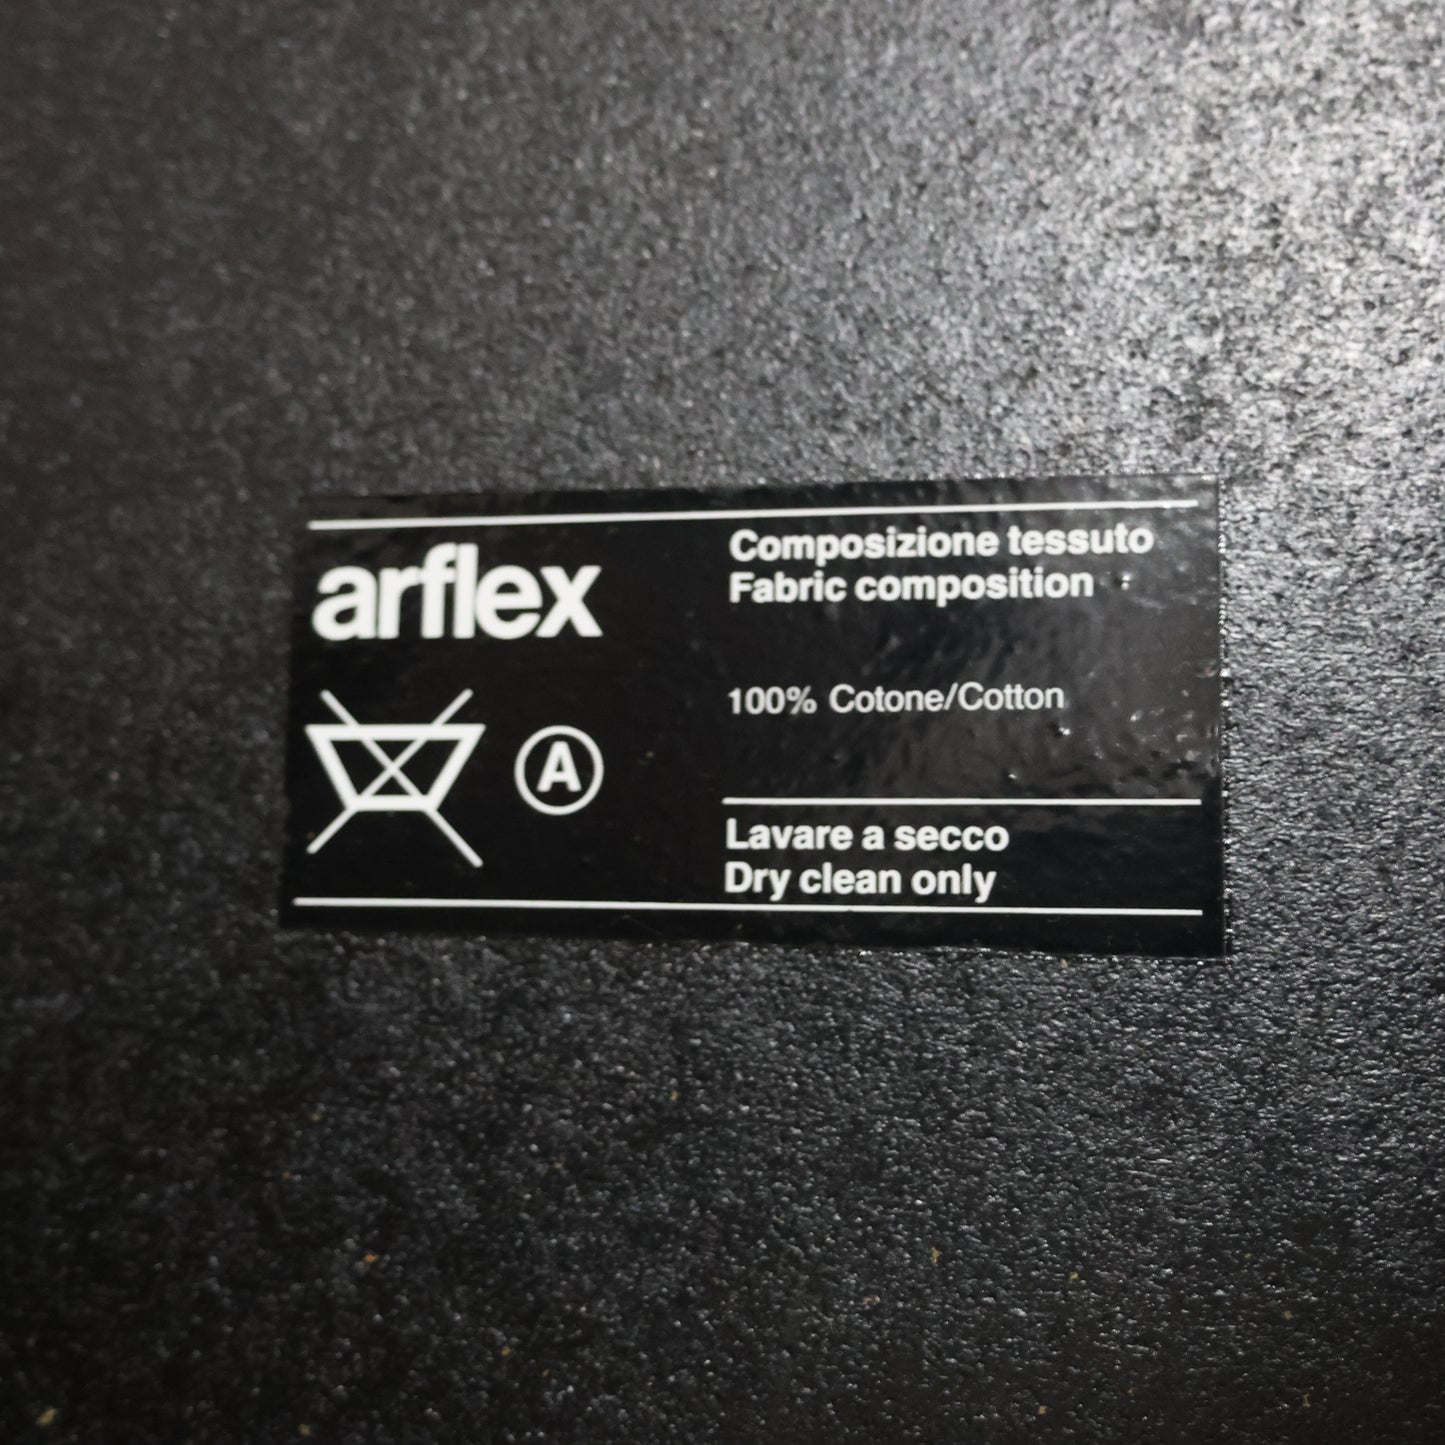 arflex
A
Composizione tessuto
Fabric composition
100% Cotone/Cotton
Lavare a secco
Dry clean only